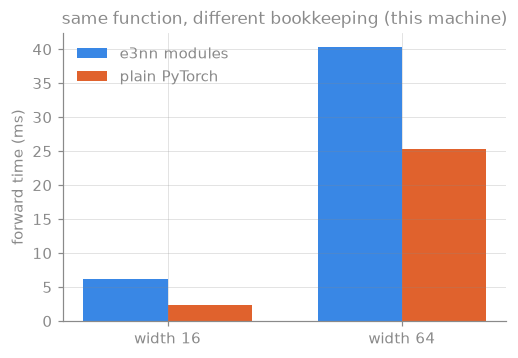 same function, different bookkeeping (this machine)
e3nn modules
plain PyTorch
forward time (ms)
40
35
30
25
20
15
10
5
0
width 16
width 64